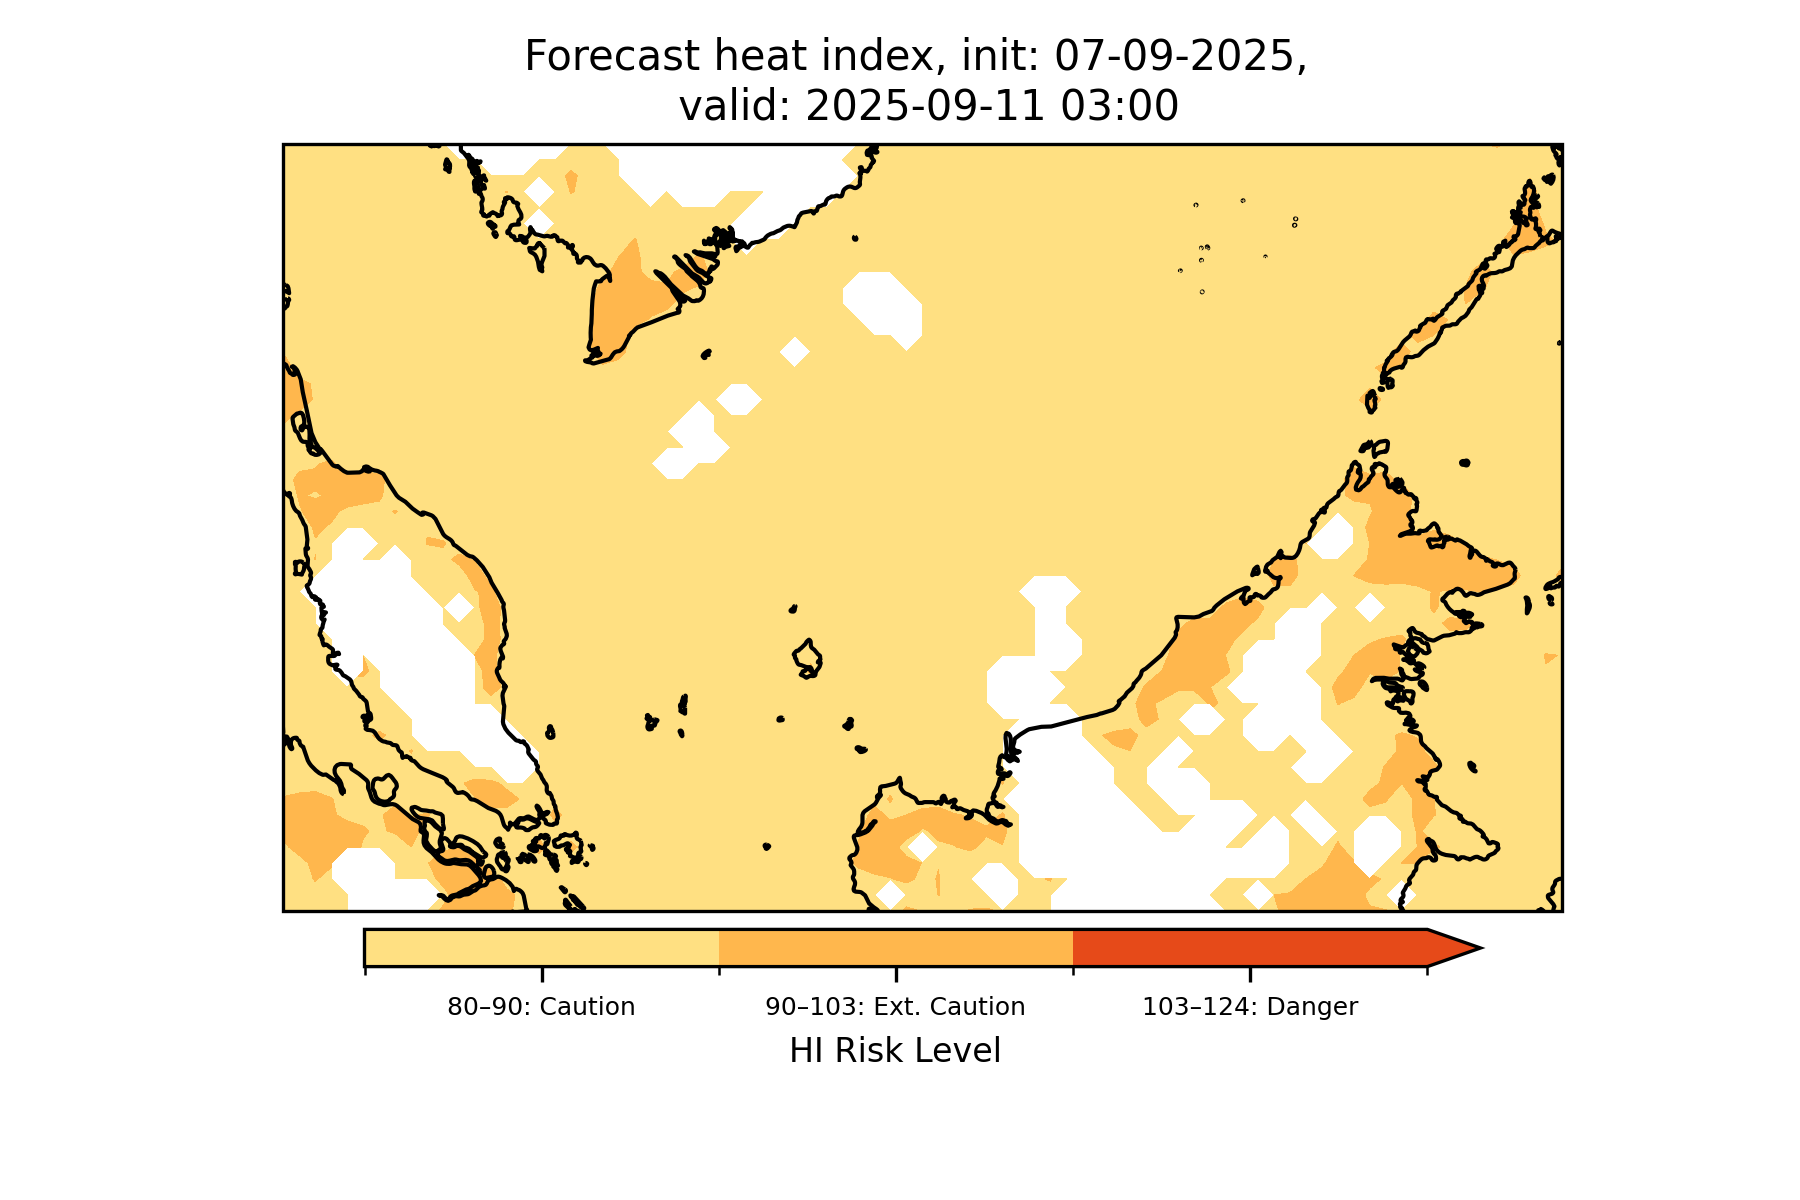 Forecast heat index, init: 07-09-2025,
valid: 2025-09-11 03:00
80–90: Caution
90–103: Ext. Caution
103–124: Danger
HI Risk Level